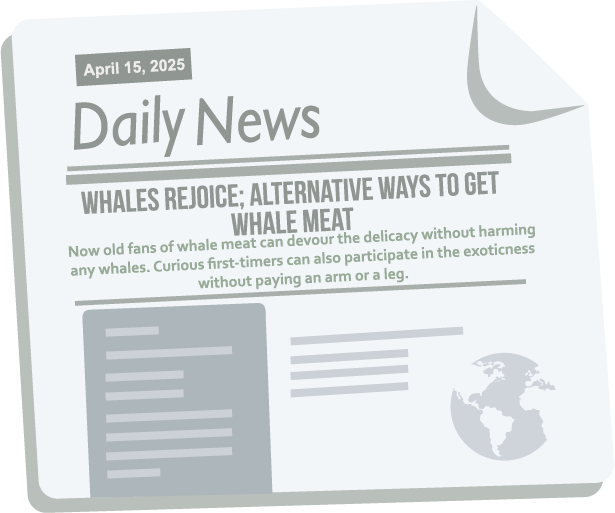 April 15, 2025
Daily News
WHALES REJOICE; ALTERNATIVE WAYS TO GET
WHALE MEAT
Now old fans of whale meat can devour the delicacy without harming
any whales. Curious first-timers can also participate in the exoticness
without paying an arm or a leg.